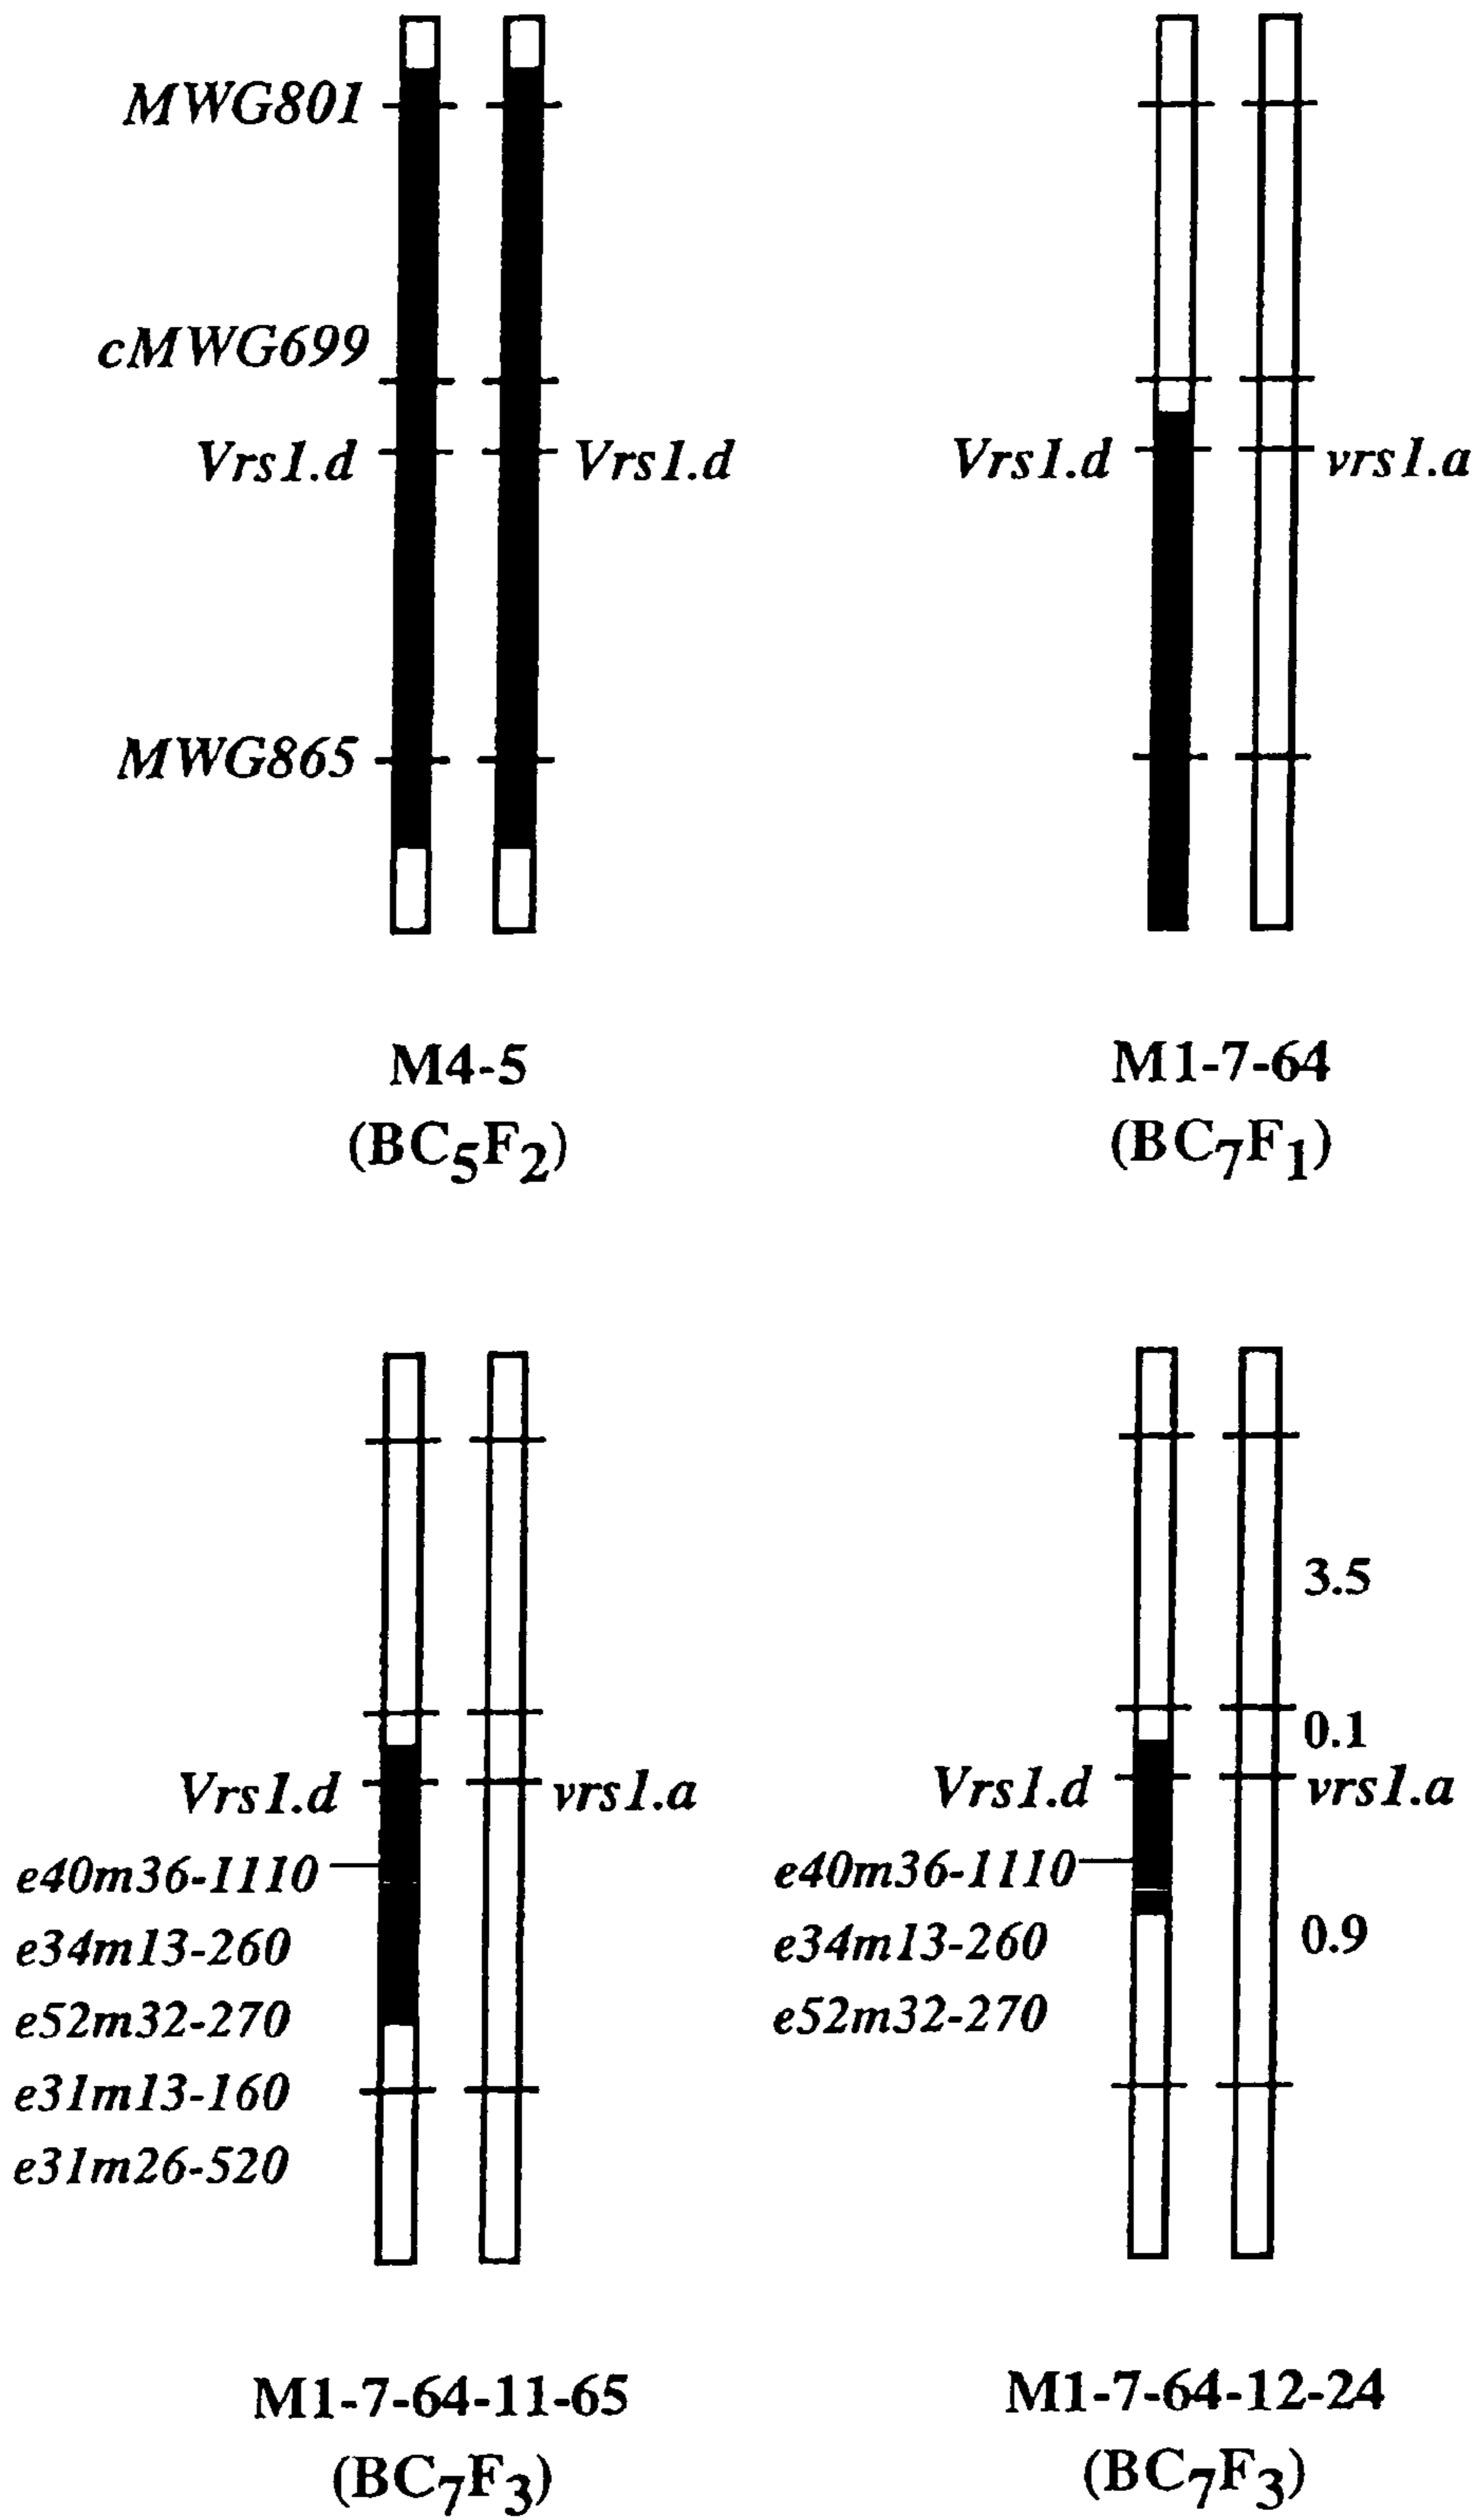 MWG801
cMWG699
Vrs1.d Vrs1.d
MWG865
M4-5
(BC5F2)
Vrs1.d vrs1.a
M1-7-64
(BC7F1)
Vrs1.d vrs1.a
e40m36-1110
e34m13-260
e52m32-270
e31m13-160
e31m26-520
M1-7-64-11-65
(BC7F3)
3.5
0.1
Vrs1.d vrs1.a
e40m36-1110
e34m13-260 0.9
e52m32-270
M1-7-64-12-24
(BC7F3)